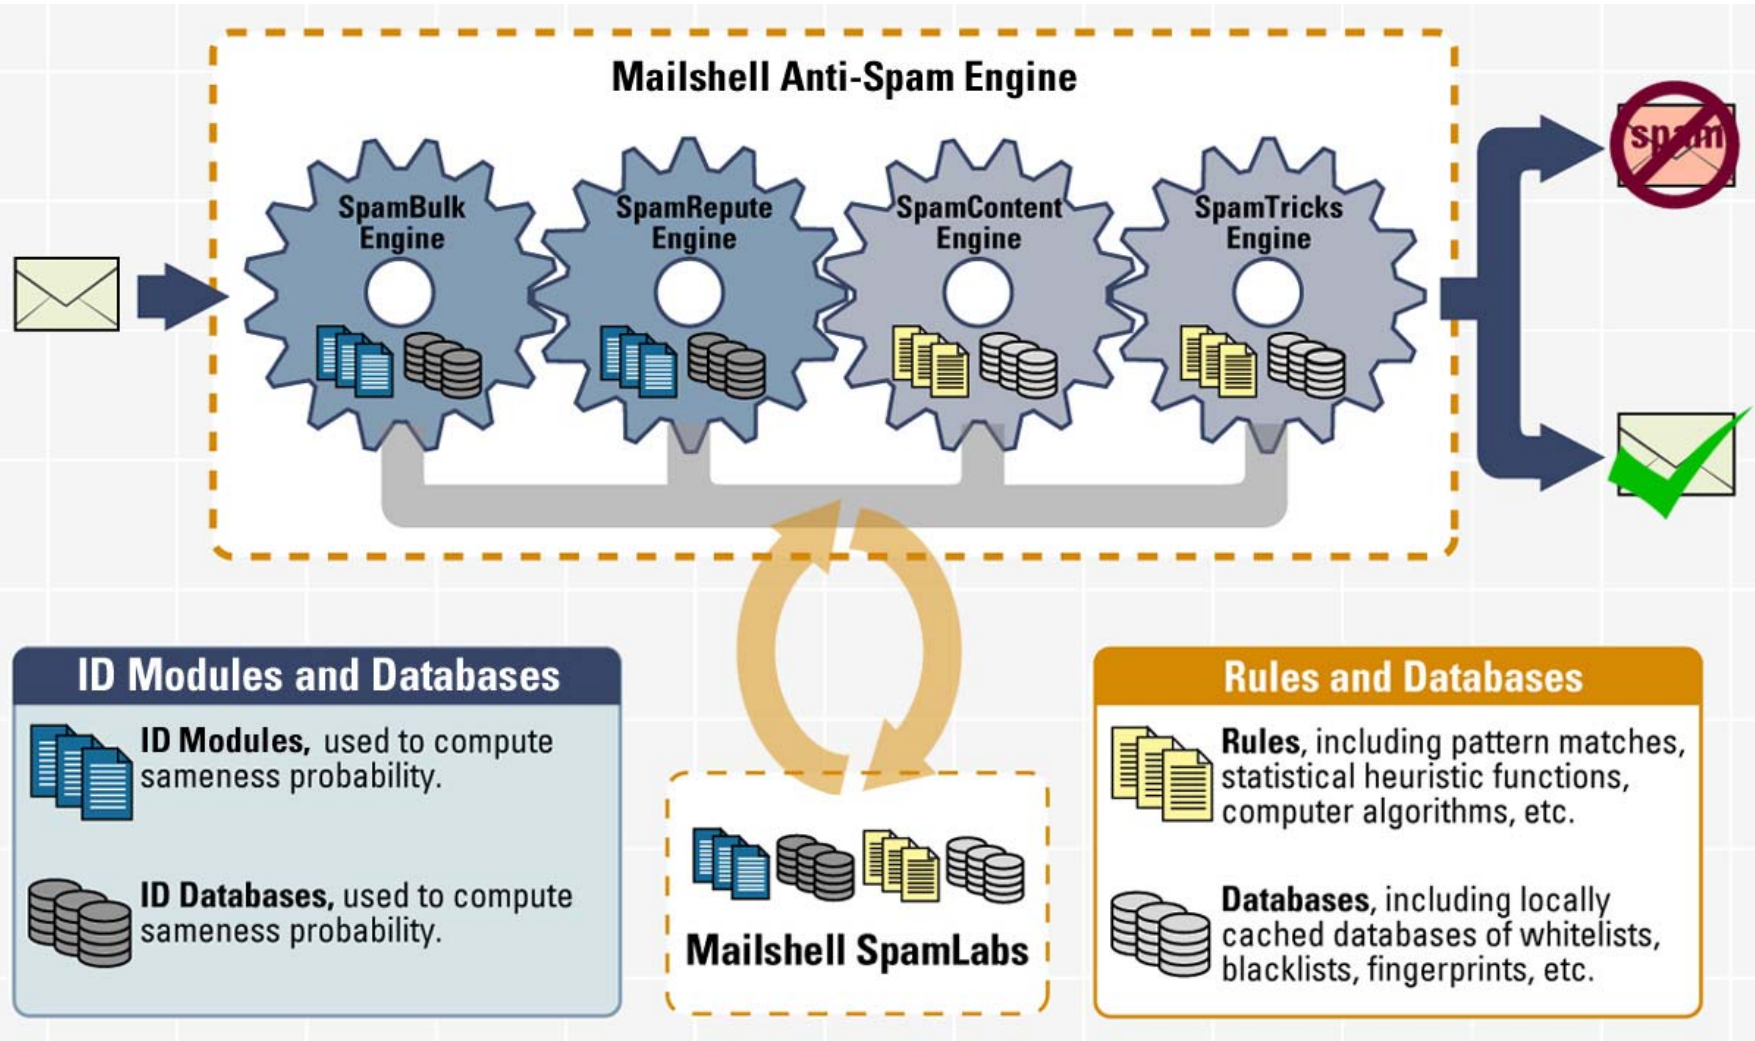 Mailshell Anti-Spam Engine
SpamBulk
Engine
SpamRepute
Engine
SpamContent
Engine
SpamTricks
Engine
spam
ID Modules and Databases
ID Modules, used to compute
sameness probability.
ID Databases, used to compute
sameness probability.
Mailshell SpamLabs
Rules and Databases
Rules, including pattern matches,
statistical heuristic functions,
computer algorithms, etc.
Databases, including locally
cached databases of whitelists,
blacklists, fingerprints, etc.